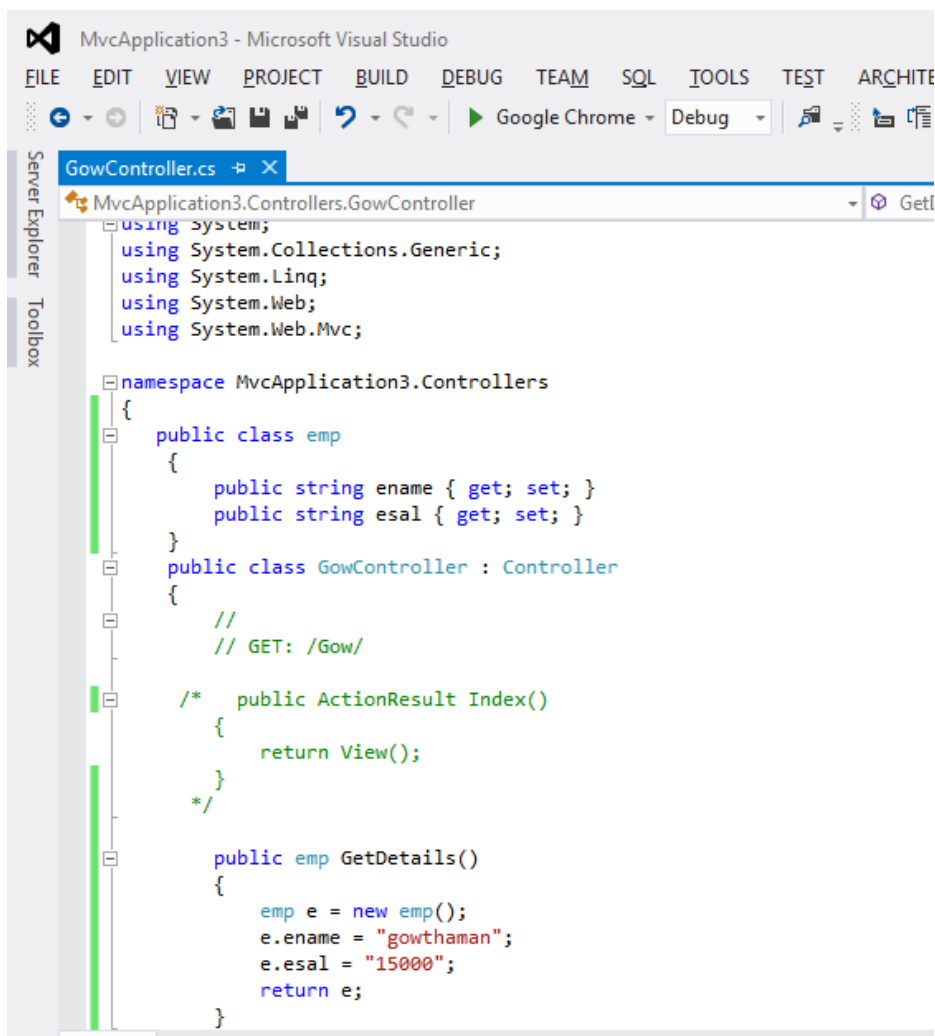 MvcApplication3 - Microsoft Visual Studio
FILE EDIT VIEW PROJECT BUILD DEBUG TEAM SQL TOOLS TEST ARCHITE
Google Chrome Debug
Server Explorer
Toolbox
GowController.cs
MvcApplication3.Controllers.GowController GetD
using System;
using System.Collections.Generic;
using System.Linq;
using System.Web;
using System.Web.Mvc;
namespace MvcApplication3.Controllers
{
public class emp
{
public string ename { get; set; }
public string esal { get; set; }
}
public class GowController : Controller
{
//
// GET: /Gow/
/* public ActionResult Index()
{
return View();
}
*/
public emp GetDetails()
{
emp e = new emp();
e.ename = "gowthaman";
e.esal = "15000";
return e;
}